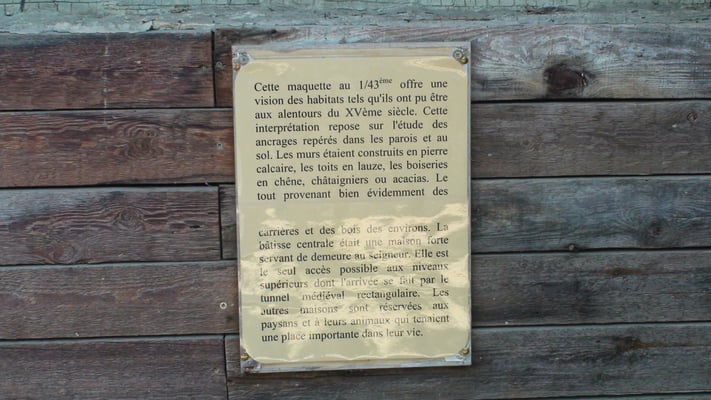 Cette maquette au 1/43ème offre une
vision des habitats tels qu'ils ont pu être
aux alentours du XVème siècle. Cette
interprétation repose sur l'étude des
ancrages repérés dans les parois et au
sol. Les murs étaient construits en pierre
calcaire, les toits en lauze, les boiseries
en chêne, châtaigniers ou acacias. Le
tout provenant bien évidemment des
carrières et des bois des environs. La
bâtisse centrale était une maison forte
servant de demeure au seigneur. Elle est
le seul accès possible aux niveaux
supérieurs dont l'arrivée se fait par le
tunnel médiéval rectangulaire. Les
autres maisons sont réservées aux
paysans et à leurs animaux qui tenaient
une place importante dans leur vie.